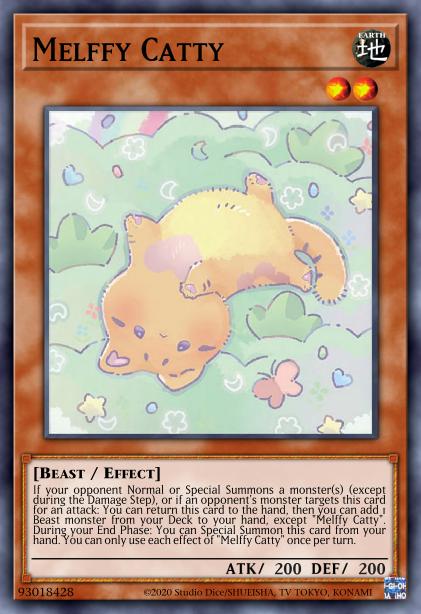 MELFFY CATTY
EARTH
地
[BEAST / EFFECT]
If your opponent Normal or Special Summons a monster(s) (except
during the Damage Step), or if an opponent's monster targets this card
for an attack: You can return this card to the hand, then you can add 1
Beast monster from your Deck to your hand, except "Melffy Catty".
During your End Phase: You can Special Summon this card from your
hand. You can only use each effect of "Melffy Catty" once per turn.
ATK/ 200 DEF/ 200
93018428
©2020 Studio Dice/SHUEISHA, TV TOKYO, KONAMI